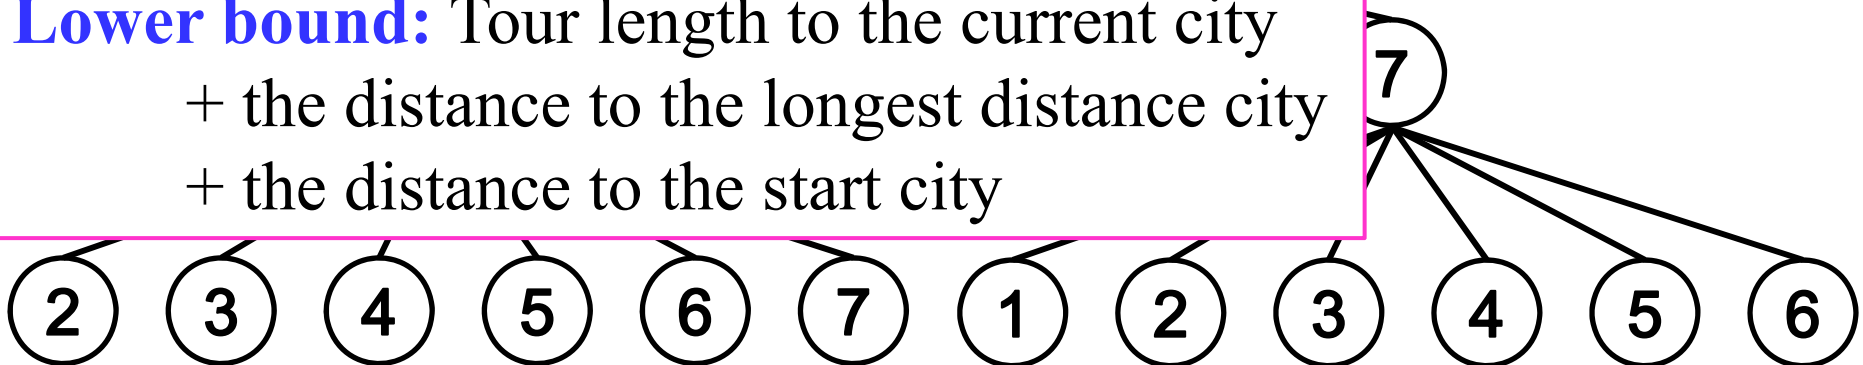 Lower bound: Tour length to the current city
+ the distance to the longest distance city
+ the distance to the start city
7
2 3 4 5 6 7 1 2 3 4 5 6